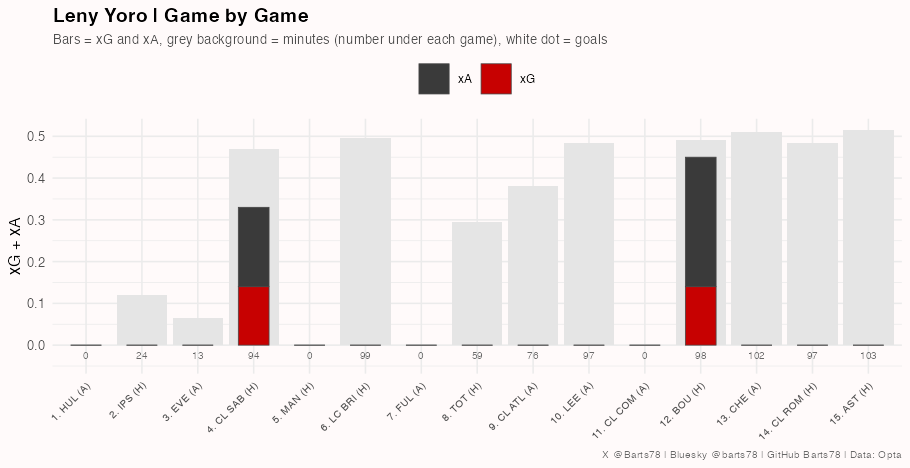 Leny Yoro | Game by Game
Bars = xG and xA, grey background = minutes (number under each game), white dot = goals
xA xG
xG + xA
0.5
0.4
0.3
0.2
0.1
0.0
0 24 13 94 0 99 0 59 76 97 0 98 102 97 103
1. HUL (A)
2. IPS (H)
3. EVE (A)
4. CL SAB (H)
5. MAN (H)
6. LC BRI (H)
7. FUL (A)
8. TOT (H)
9. CL ATL (A)
10. LEE (A)
11. CL COM (A)
12. BOU (H)
13. CHE (A)
14. CL ROM (H)
15. AST (H)
X @Barts78 | Bluesky @barts78 | GitHub Barts78 | Data: Opta